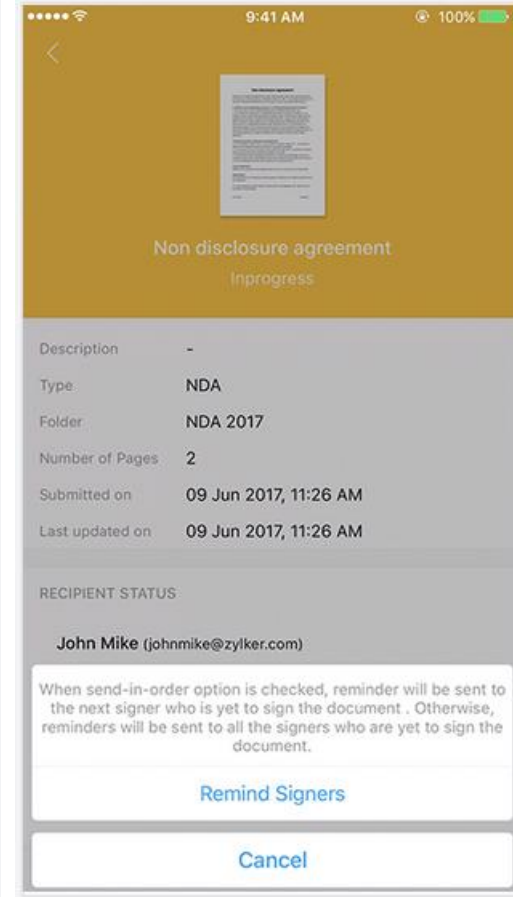 9:41 AM
100%
Non disclosure agreement
Inprogress
Description -
Type NDA
Folder NDA 2017
Number of Pages 2
Submitted on 09 Jun 2017, 11:26 AM
Last updated on 09 Jun 2017, 11:26 AM
RECIPIENT STATUS
John Mike (johnmike@zylker.com)
When send-in-order option is checked, reminder will be sent to
the next signer who is yet to sign the document . Otherwise,
reminders will be sent to all the signers who are yet to sign the
document.
Remind Signers
Cancel